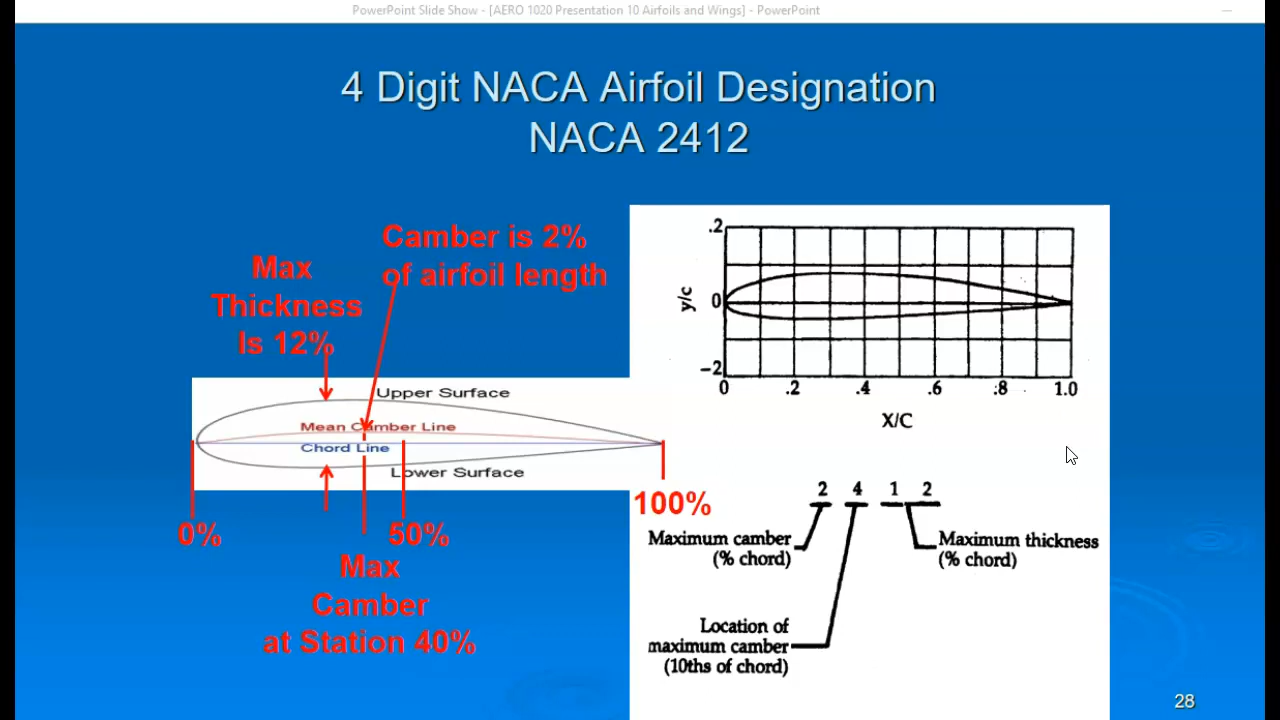 PowerPoint Slide Show - [AERO 1020 Presentation 10 Airfoils and Wings] - PowerPoint
4 Digit NACA Airfoil Designation
NACA 2412
Camber is 2%
of airfoil length
Max
Thickness
Is 12%
Upper Surface
Mean Camber Line
Chord Line
Lower Surface
0%
50%
100%
Max
Camber
at Station 40%
.2
0
-.2
y/c
0 .2 .4 .6 .8 1.0
X/C
2 4 1 2
Maximum camber
(% chord)
Maximum thickness
(% chord)
Location of
maximum camber
(10ths of chord)
28